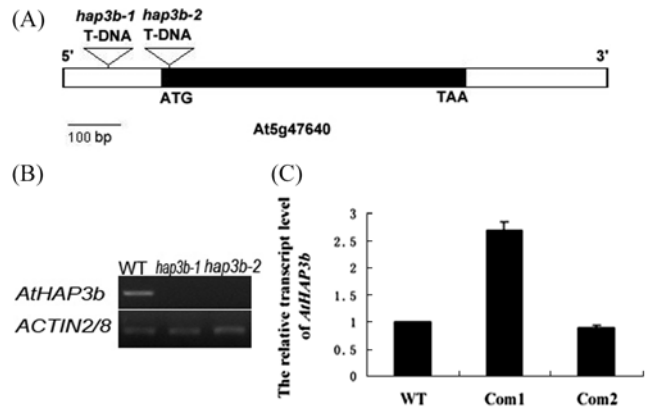 (A)
hap3b-1 hap3b-2
T-DNA T-DNA
5' 3'
ATG TAA
100 bp
At5g47640
(B)
WT hap3b-1 hap3b-2
AtHAP3b
ACTIN2/8
(C)
The relative transcript level
of AtHAP3b
3
2.5
2
1.5
1
0.5
0
WT Com1 Com2